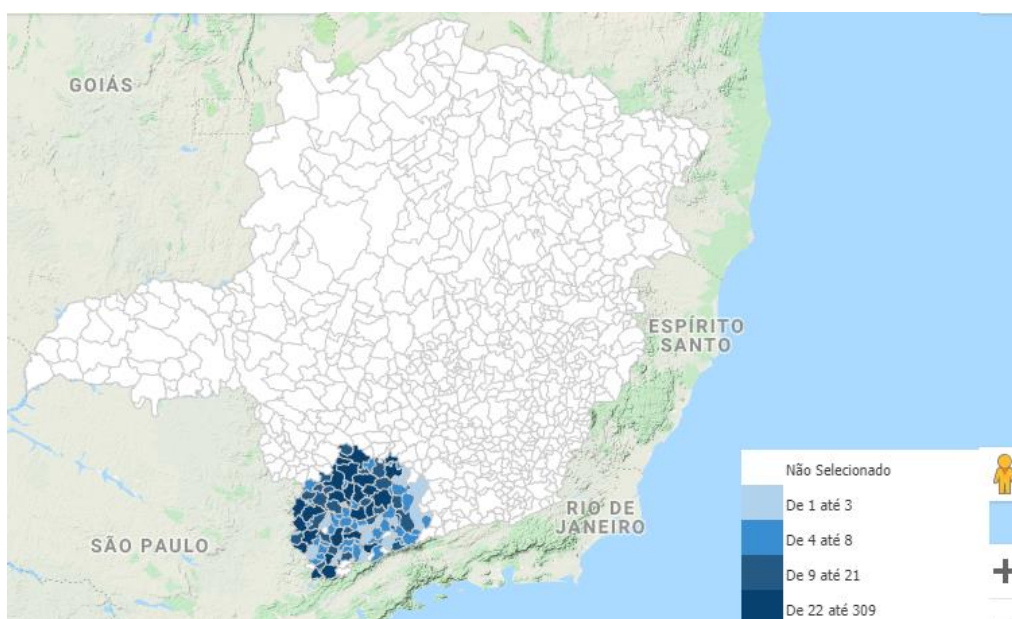 GOIÁS
ESPÍRITO
SANTO
RIO DE
JANEIRO
SÃO PAULO
Não Selecionado
De 1 até 3
De 4 até 8
De 9 até 21
De 22 até 309